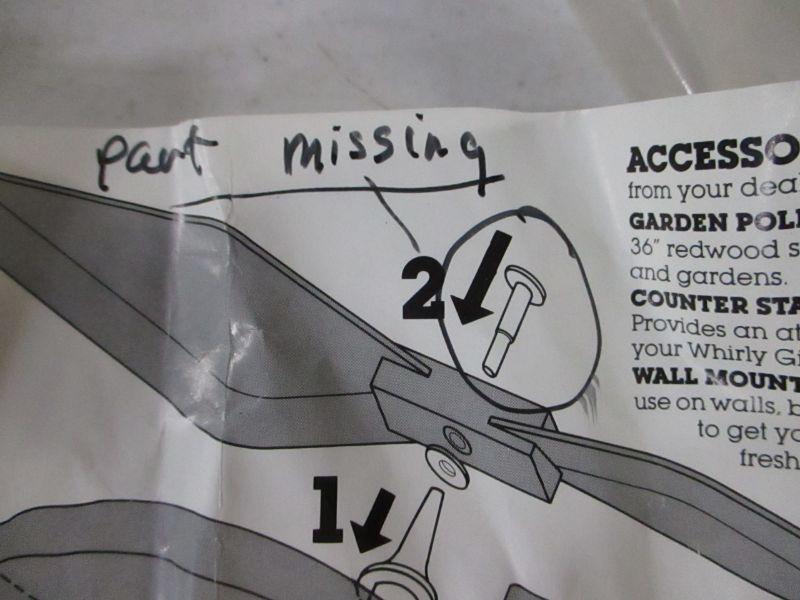 part missing
ACCESSO
from your deal
GARDEN POL
36" redwood s
and gardens.
COUNTER STA
Provides an at
your Whirly Gi
WALL MOUNT
use on walls, b
to get yo
fresh
2
1